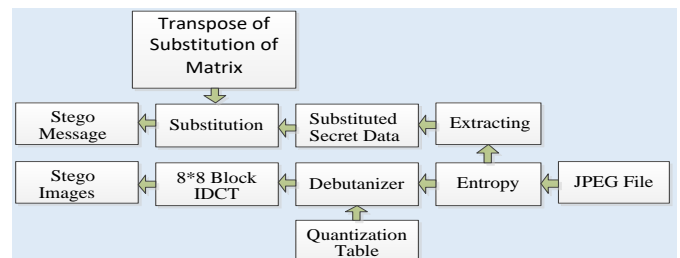 Transpose of
Substitution of
Matrix
Stego
Message
Substitution
Substituted
Secret Data
Extracting
Stego
Images
8*8 Block
IDCT
Debutanizer
Entropy
JPEG File
Quantization
Table